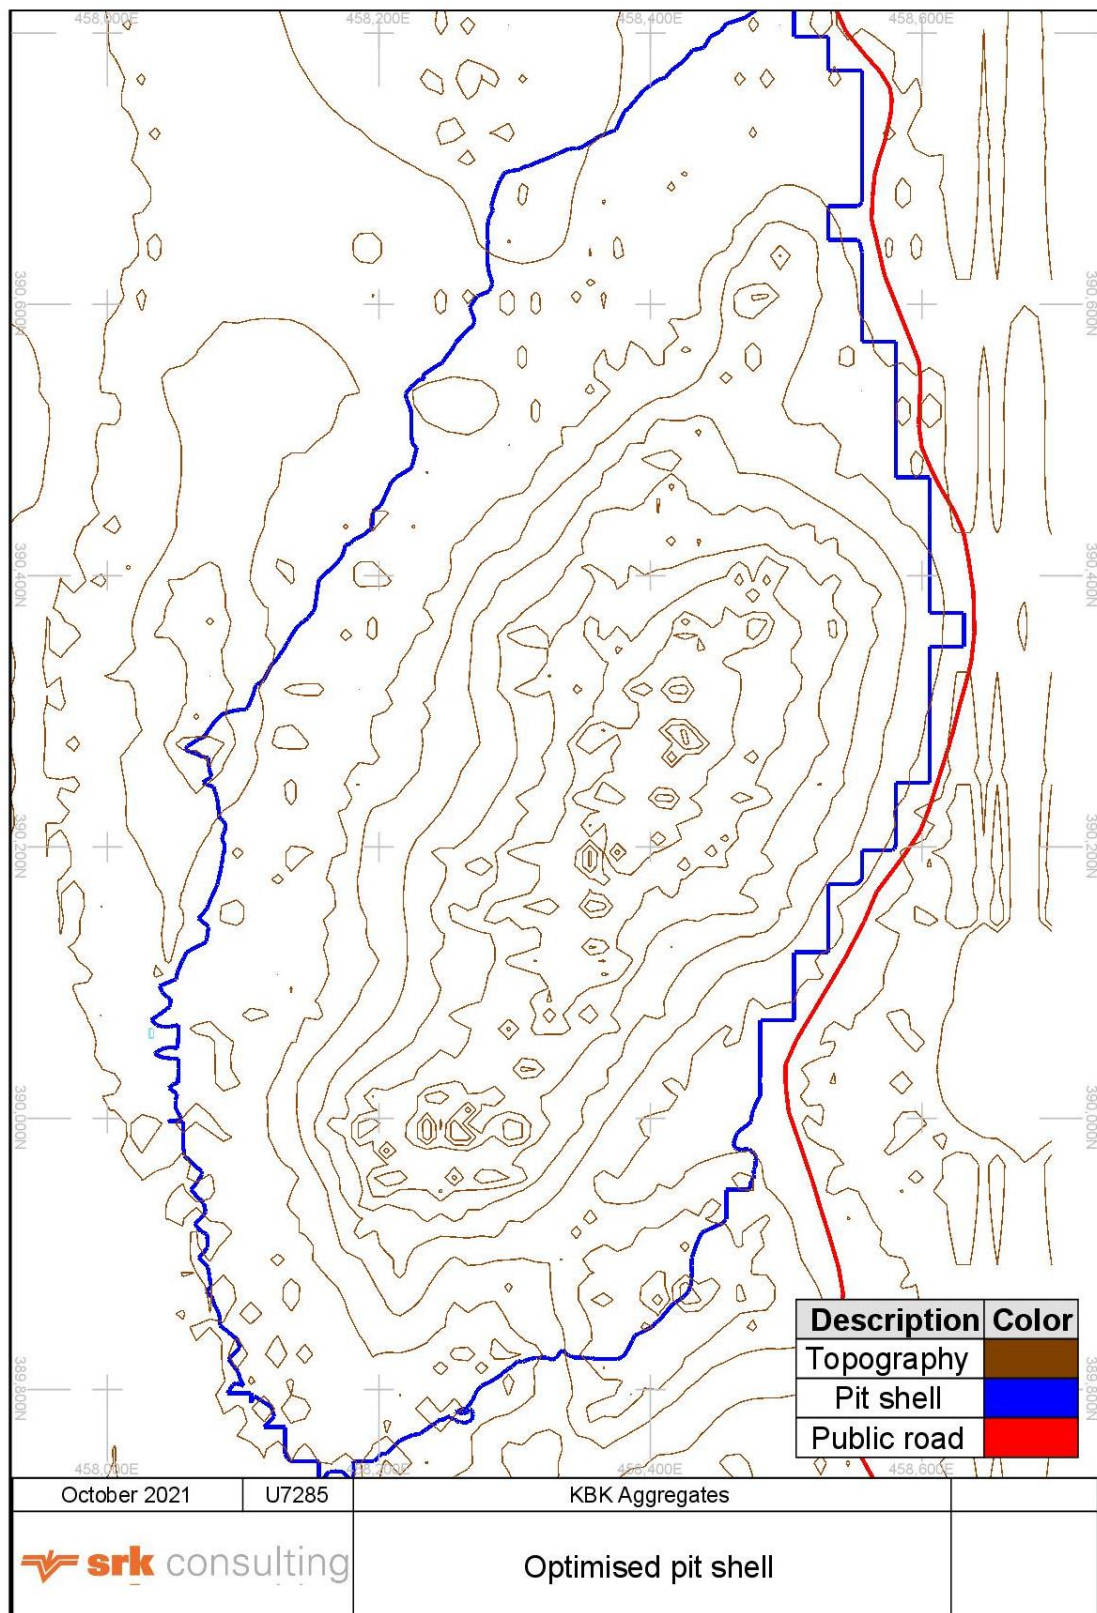 458,000E 458,200E 458,400E 458,600E
390,600N 390,600N
390,400N 390,400N
390,200N 390,200N
390,000N 390,000N
389,800N 389,800N
Description Color
Topography
Pit shell
Public road
458,000E 458,200E 458,400E 458,600E
October 2021 U7285 KBK Aggregates
srk consulting Optimised pit shell